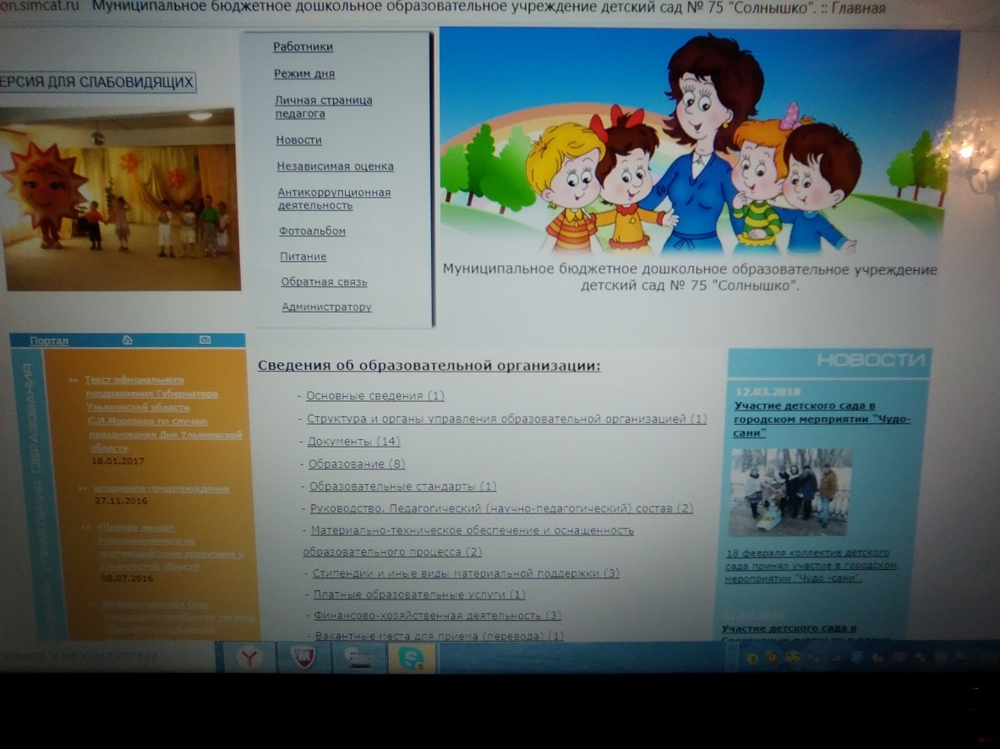 on.simcat.ru Муниципальное бюджетное дошкольное образовательное учреждение детский сад № 75 "Солнышко". :: Главная
ЕРСИЯ ДЛЯ СЛАБОВИДЯЩИХ
Работники
Режим дня
Личная страница
педагога
Новости
Независимая оценка
Антикоррупционная
деятельность
Фотоальбом
Питание
Обратная связь
Администратору
Муниципальное бюджетное дошкольное образовательное учреждение
детский сад № 75 "Солнышко".
Портал
УПРАВЛЕНИЯ ОБРАЗОВАНИЯ
Текст официального
поздравления Губернатора
Ульяновской области
С.И.Морозова по случаю
празднования Дня Ульяновской
области
18.01.2017
штормовое предупреждение
27.11.2016
«Прямая линия»
Уполномоченного по
противодействию коррупции в
Ульяновской области
08.07.2016
Информационная база
Сведения об образовательной организации:
- Основные сведения (1)
- Структура и органы управления образовательной организацией (1)
- Документы (14)
- Образование (8)
- Образовательные стандарты (1)
- Руководство. Педагогический (научно-педагогический) состав (2)
- Материально-техническое обеспечение и оснащенность
образовательного процесса (2)
- Стипендии и иные виды материальной поддержки (3)
- Платные образовательные услуги (1)
- Финансово-хозяйственная деятельность (3)
- Вакантные места для приема (перевода) (1)
НОВОСТИ
12.03.2018
Участие детского сада в
городском мерприятии "Чудо-
сани"
18 февраля коллектив детского
сада принял участие в городском
мероприятии "Чудо -сани".
Участие детского сада в
тернете и на компьютере